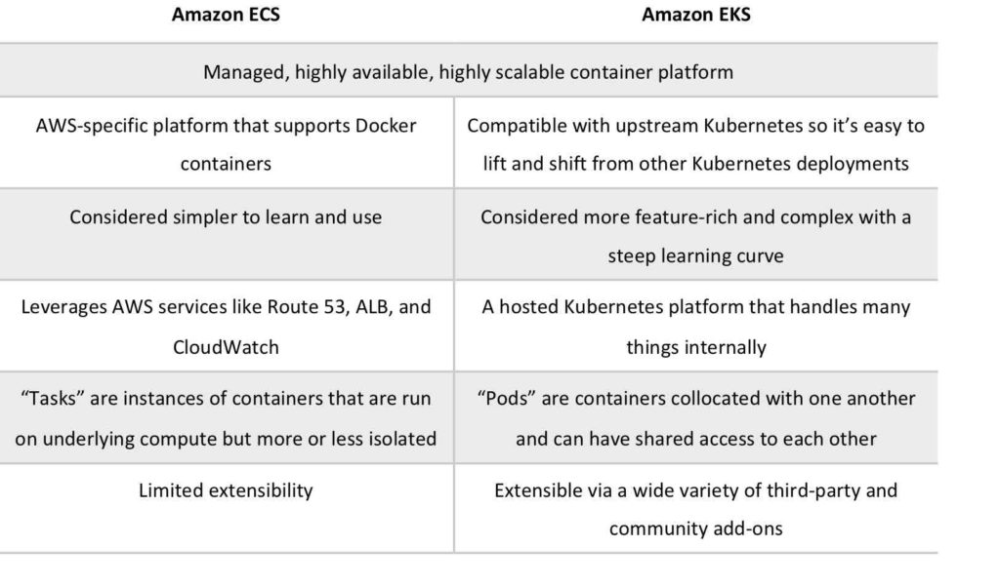 Amazon ECS
Amazon EKS
Managed, highly available, highly scalable container platform
AWS-specific platform that supports Docker
containers
Compatible with upstream Kubernetes so it’s easy to
lift and shift from other Kubernetes deployments
Considered simpler to learn and use
Considered more feature-rich and complex with a
steep learning curve
Leverages AWS services like Route 53, ALB, and
CloudWatch
A hosted Kubernetes platform that handles many
things internally
“Tasks” are instances of containers that are run
on underlying compute but more or less isolated
“Pods” are containers collocated with one another
and can have shared access to each other
Limited extensibility
Extensible via a wide variety of third-party and
community add-ons